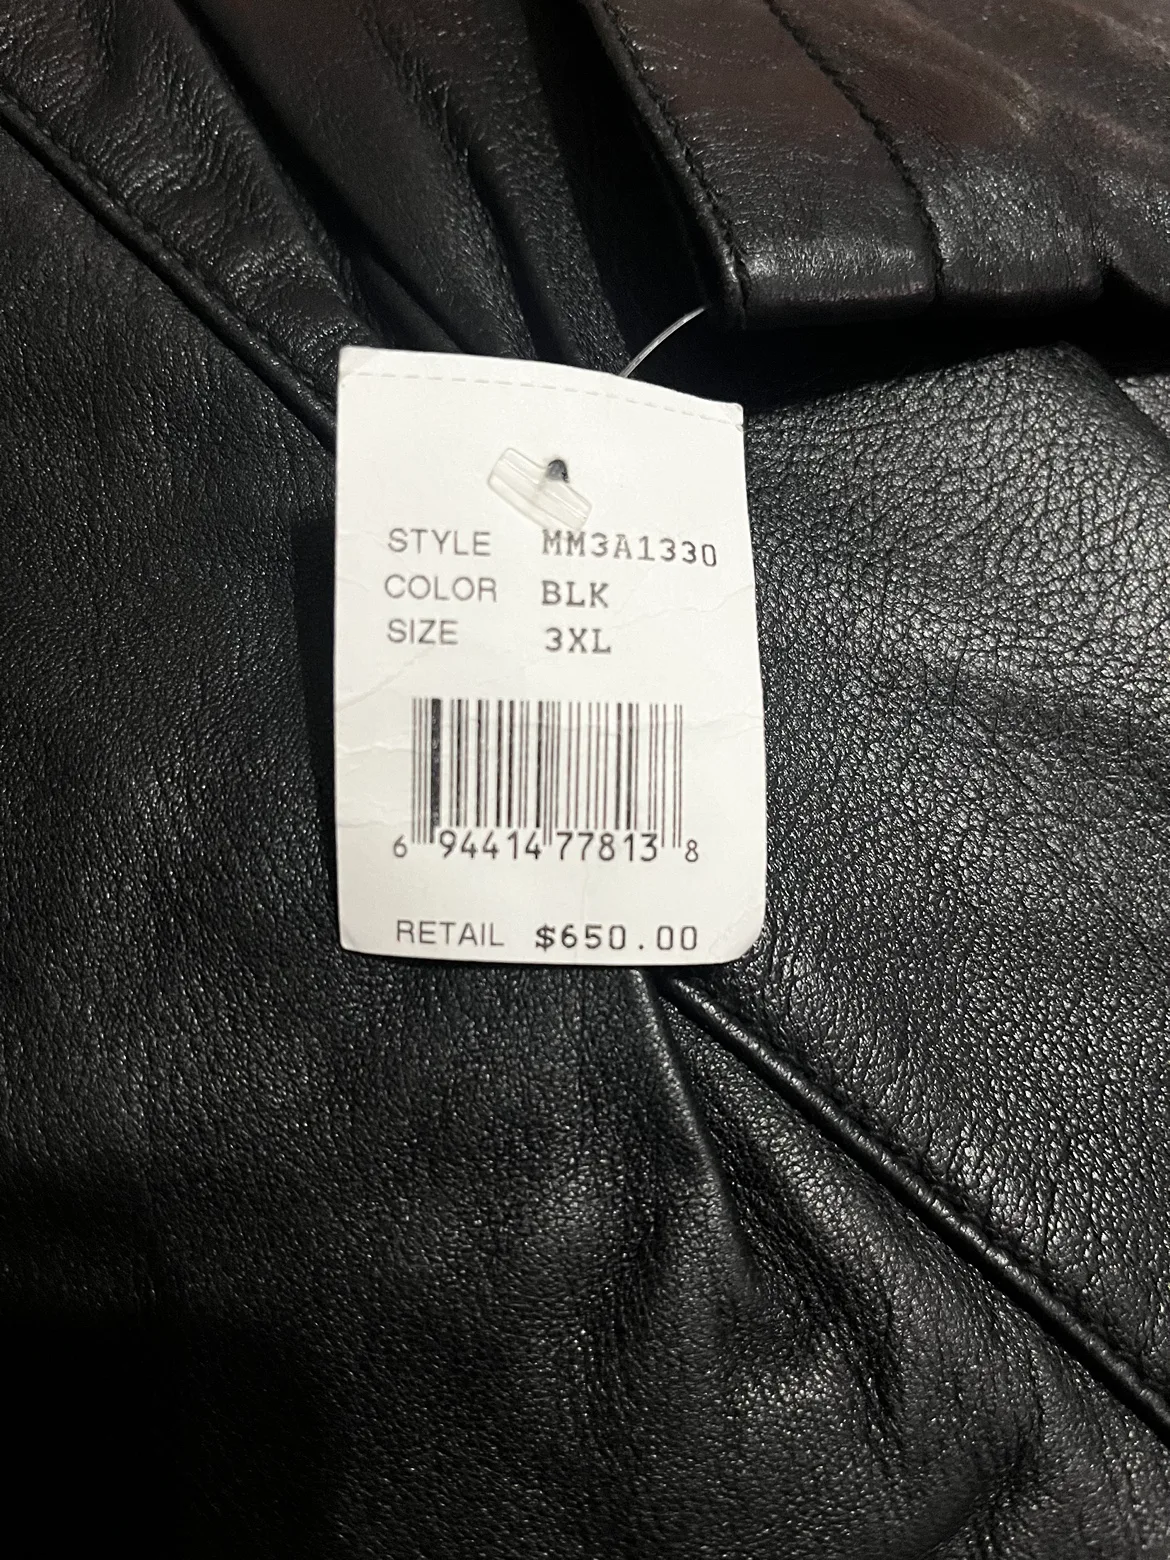 STYLE MM3A1330
COLOR BLK
SIZE 3XL
6 94414 77813 8
RETAIL $650.00